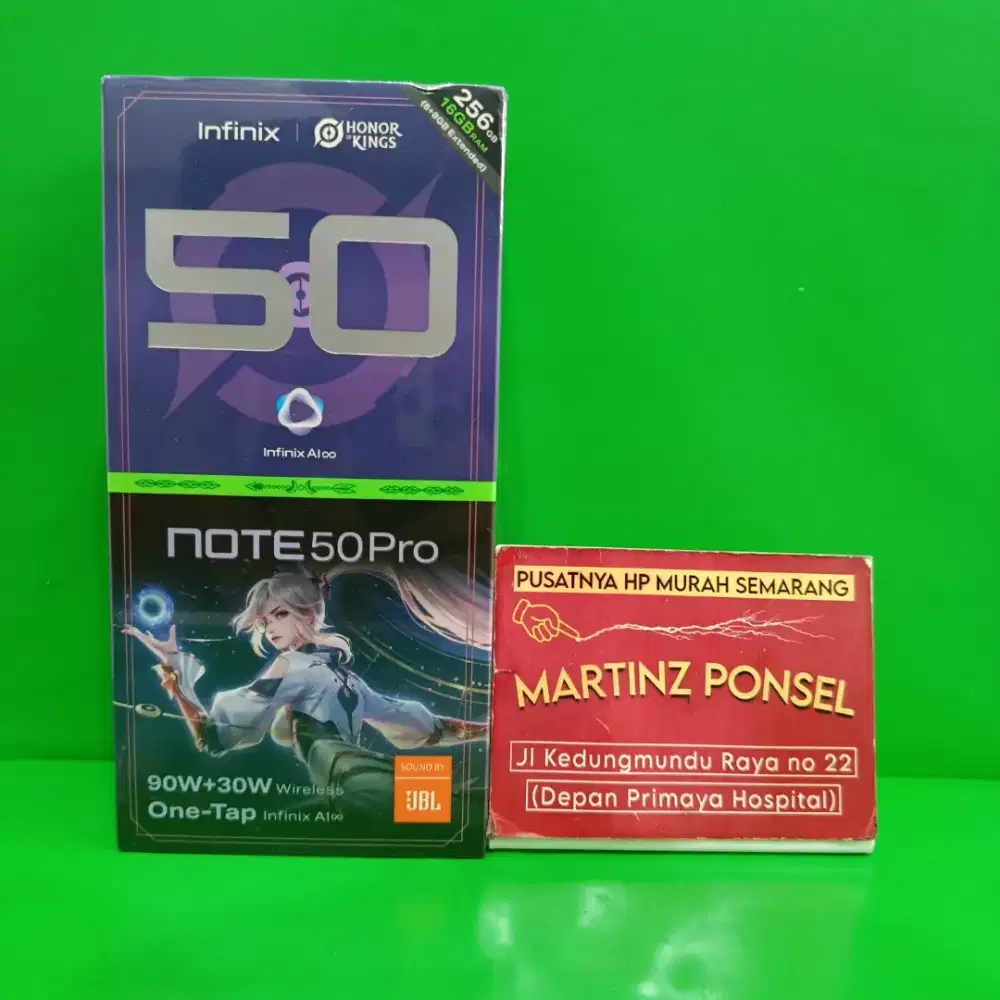 Infinix
HONOR
OF
KINGS
256GB
16GB RAM
(8+8GB Extended)
50
Infinix AI∞
NOTE 50Pro
90W+30W Wireless
One-Tap Infinix AI∞
SOUND BY
JBL
PUSATNYA HP MURAH SEMARANG
MARTINZ PONSEL
Jl Kedungmundu Raya no 22
(Depan Primaya Hospital)